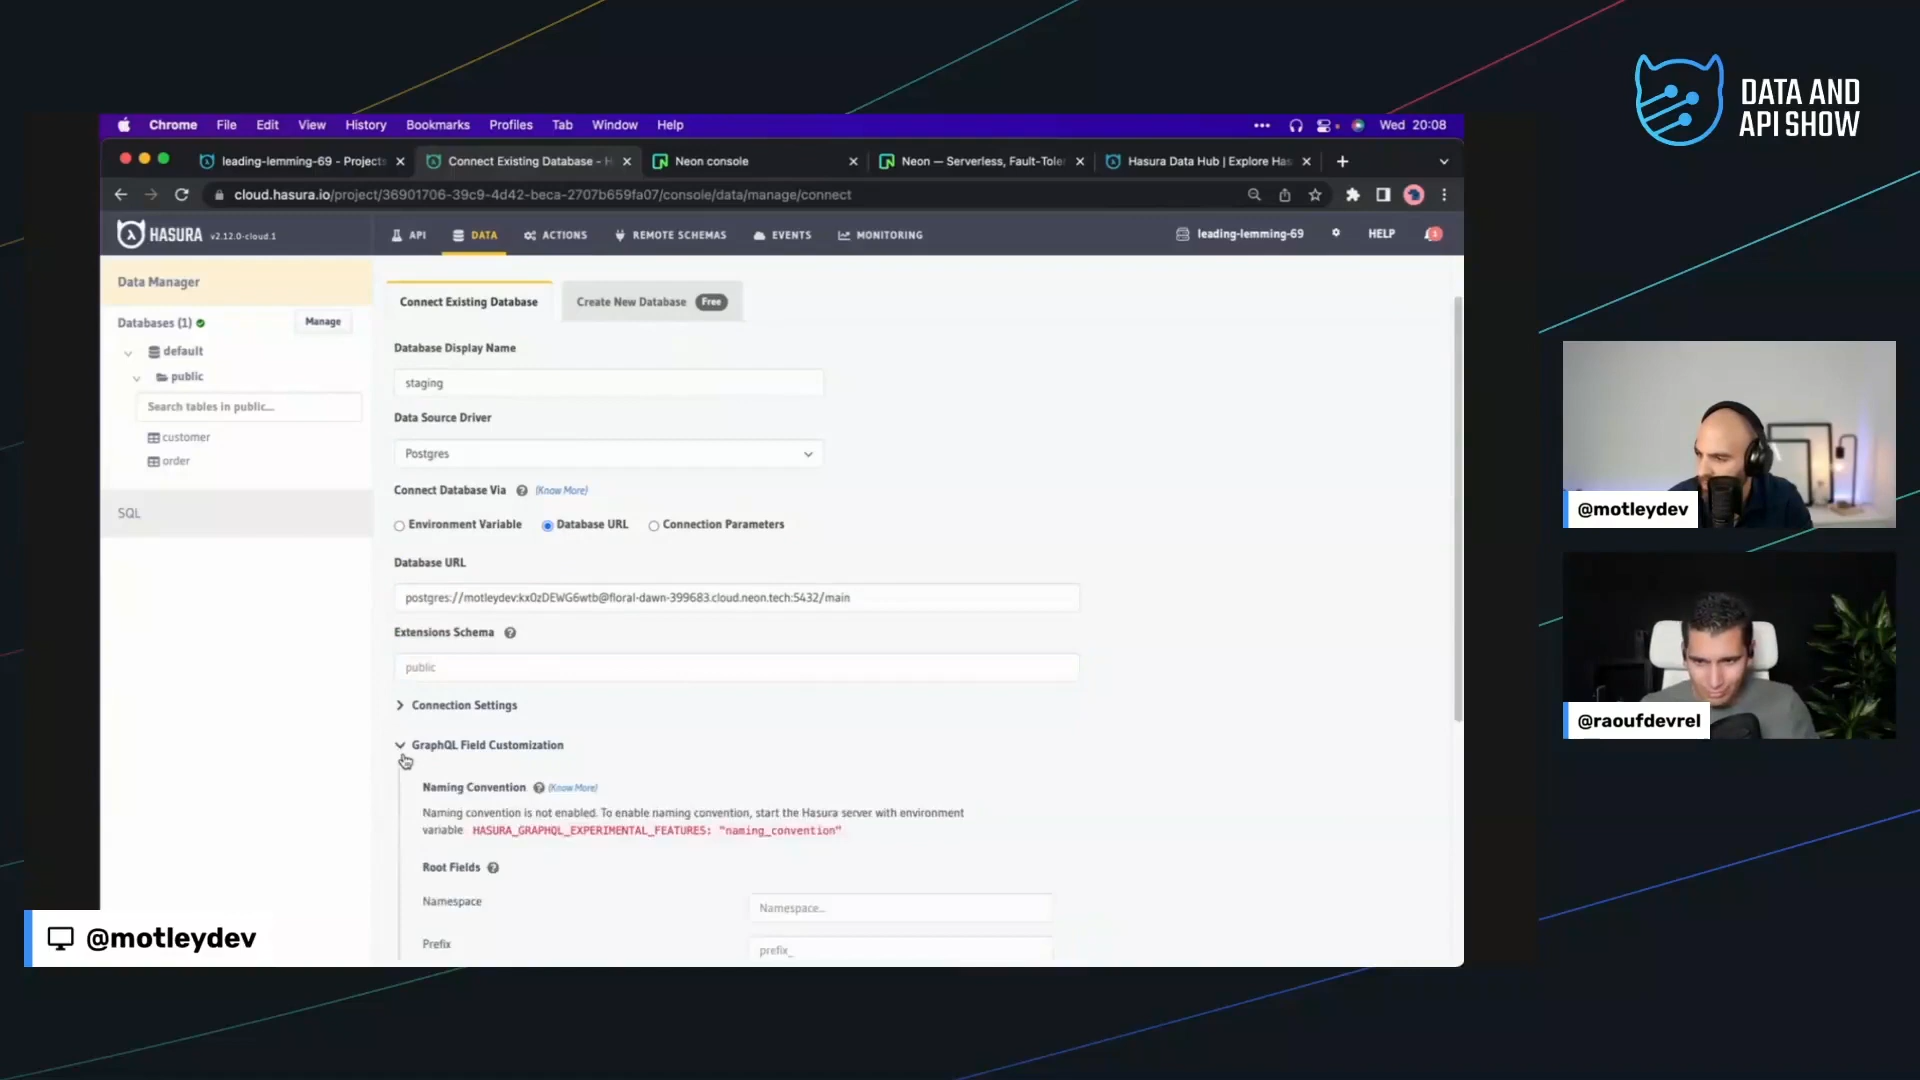 DATA AND
API SHOW
Chrome File Edit View History Bookmarks Profiles Tab Window Help Wed 20:08
leading-lemming-69 - Projects
Connect Existing Database - H
Neon console
Neon — Serverless, Fault-Toler
Hasura Data Hub | Explore Has
cloud.hasura.io/project/36901706-39c9-4d42-beca-2707b659fa07/console/data/manage/connect
HASURA v2.12.0-cloud.1
API DATA ACTIONS REMOTE SCHEMAS EVENTS MONITORING leading-lemming-69 HELP
Data Manager
Databases (1) Manage
default
public
Search tables in public...
customer
order
SQL
Connect Existing Database Create New Database Free
Database Display Name
staging
Data Source Driver
Postgres
Connect Database Via (Know More)
Environment Variable Database URL Connection Parameters
Database URL
postgres://motleydev:kx0zDEWG6wtb@floral-dawn-399683.cloud.neon.tech:5432/main
Extensions Schema
public
Connection Settings
GraphQL Field Customization
Naming Convention (Know More)
Naming convention is not enabled. To enable naming convention, start the Hasura server with environment
variable HASURA_GRAPHQL_EXPERIMENTAL_FEATURES: "naming_convention"
Root Fields
Namespace Namespace...
Prefix prefix_
@motleydev
@raoufdevrel
@motleydev